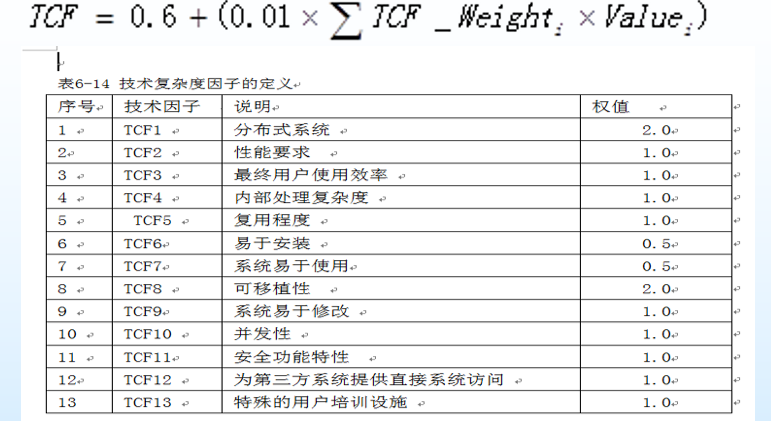 TCF = 0.6 + (0.01 × ∑ TCF _Weightᵢ × Valueᵢ)
表6-14 技术复杂度因子的定义
序号 技术因子 说明 权值
1 TCF1 分布式系统 2.0
2 TCF2 性能要求 1.0
3 TCF3 最终用户使用效率 1.0
4 TCF4 内部处理复杂度 1.0
5 TCF5 复用程度 1.0
6 TCF6 易于安装 0.5
7 TCF7 系统易于使用 0.5
8 TCF8 可移植性 2.0
9 TCF9 系统易于修改 1.0
10 TCF10 并发性 1.0
11 TCF11 安全功能特性 1.0
12 TCF12 为第三方系统提供直接系统访问 1.0
13 TCF13 特殊的用户培训设施 1.0